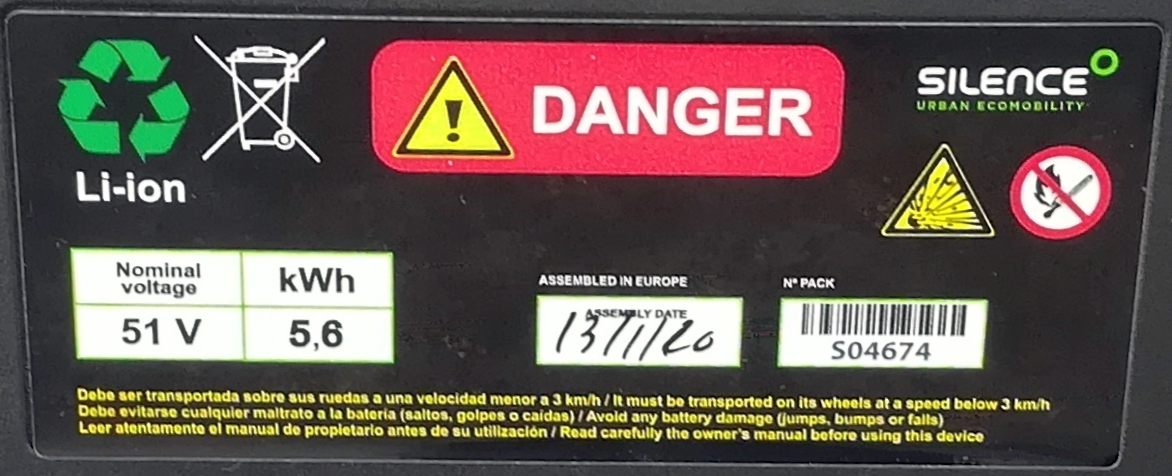 DANGER
SILENCE
URBAN ECOMOBILITY
Li-ion
Nominal voltage
kWh
51 V
5,6
ASSEMBLED IN EUROPE
ASSEMBLY DATE
13/1/20
Nº PACK
S04674
Debe ser transportada sobre sus ruedas a una velocidad menor a 3 km/h / It must be transported on its wheels at a speed below 3 km/h
Debe evitarse cualquier maltrato a la batería (saltos, golpes o caídas) / Avoid any battery damage (jumps, bumps or falls)
Leer atentamente el manual de propietario antes de su utilización / Read carefully the owner's manual before using this device